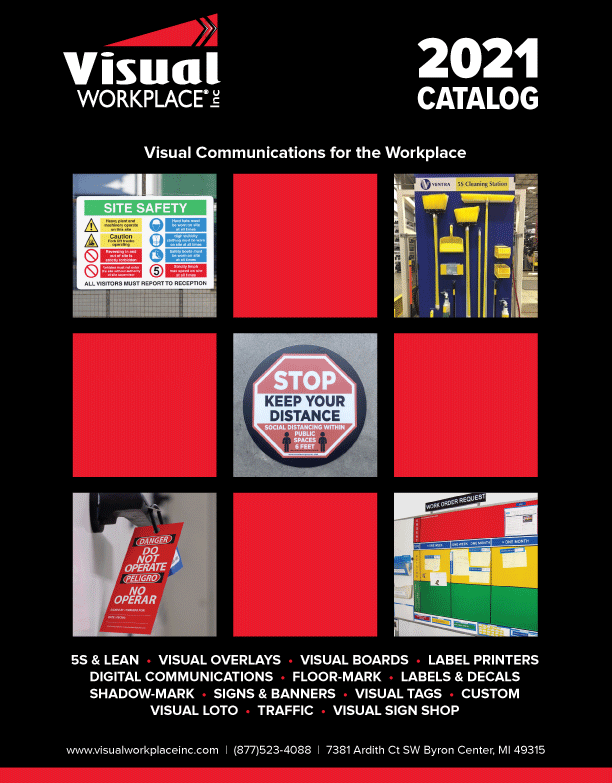 Visual
WORKPLACE®
Inc
2021
CATALOG
Visual Communications for the Workplace
SITE SAFETY
Heavy plant and
machinery operate
on this site
Hard hats must
be worn on site
at all times
Caution
Fork lift trucks
operating
High visibility
clothing must be worn
on site at all times
Safety boots must
be worn on site
at all times
5
ALL VISITORS MUST REPORT TO RECEPTION
VENTRA
5S Cleaning Station
STOP
KEEP YOUR
DISTANCE
SOCIAL DISTANCING WITHIN
PUBLIC
SPACES
6 FEET
DANGER
DO
NOT
OPERATE
PELIGRO
NO
OPERAR
WORK ORDER REQUEST
ONE WEEK - ONE MONTH
+ ONE MONTH
5S & LEAN • VISUAL OVERLAYS • VISUAL BOARDS • LABEL PRINTERS
DIGITAL COMMUNICATIONS • FLOOR-MARK • LABELS & DECALS
SHADOW-MARK • SIGNS & BANNERS • VISUAL TAGS • CUSTOM
VISUAL LOTO • TRAFFIC • VISUAL SIGN SHOP
www.visualworkplaceinc.com | (877)523-4088 | 7381 Ardith Ct SW Byron Center, MI 49315